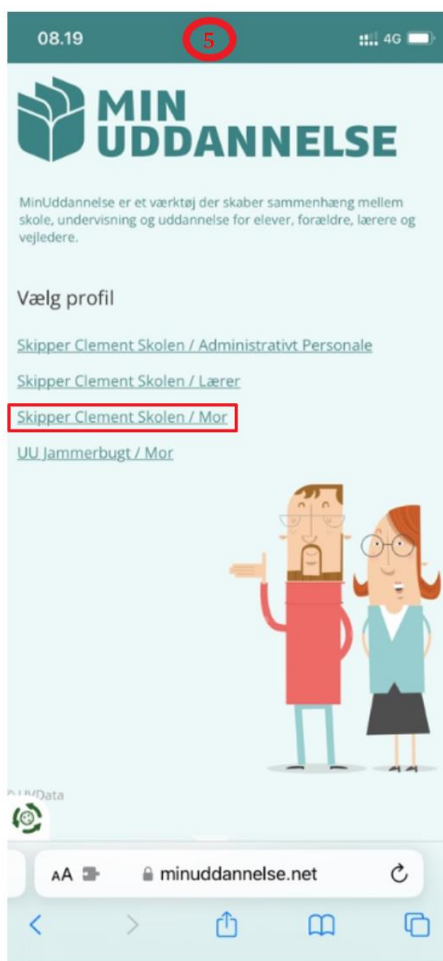 08.19
5
4G
MIN
UDDANNELSE
MinUddannelse er et værktøj der skaber sammenhæng mellem
skole, undervisning og uddannelse for elever, forældre, lærere og
vejledere.
Vælg profil
Skipper Clement Skolen / Administrativt Personale
Skipper Clement Skolen / Lærer
Skipper Clement Skolen / Mor
UU Jammerbugt / Mor
UVData
AA
minuddannelse.net